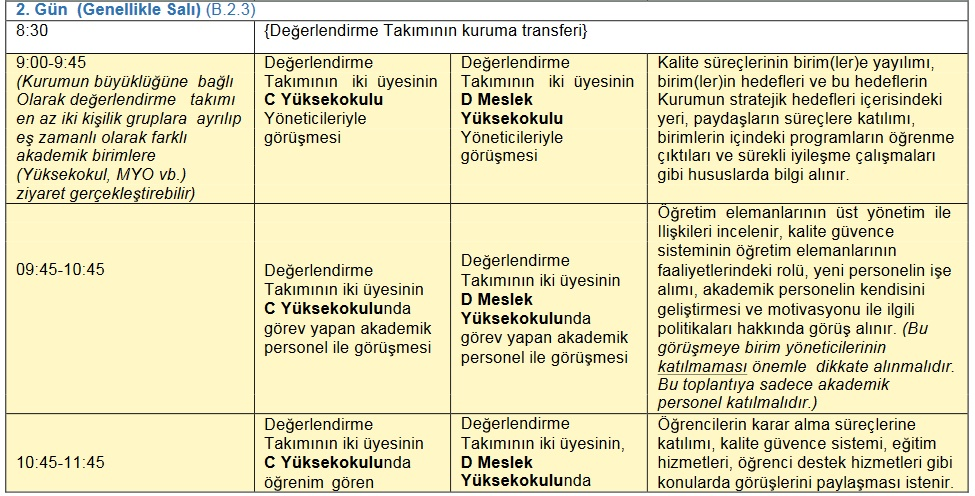 2. Gün (Genellikle Salı) (B.2.3)
8:30
{Değerlendirme Takımının kuruma transferi}
9:00-9:45
(Kurumun büyüklüğüne bağlı
Olarak değerlendirme takımı
en az iki kişilik gruplara ayrılıp
eş zamanlı olarak farklı
akademik birimlere
(Yüksekokul, MYO vb.)
ziyaret gerçekleştirebilir)
Değerlendirme
Takımının iki üyesinin
C Yüksekokulu
Yöneticileriyle
görüşmesi
Değerlendirme
Takımının iki üyesinin
D Meslek
Yüksekokulu
Yöneticileriyle
görüşmesi
Kalite süreçlerinin birim(ler)e yayılımı,
birim(ler)in hedefleri ve bu hedeflerin
Kurumun stratejik hedefleri içerisindeki
yeri, paydaşların süreçlere katılımı,
birimlerin içindeki programların öğrenme
çıktıları ve sürekli iyileşme çalışmaları
gibi hususlarda bilgi alınır.
09:45-10:45
Değerlendirme
Takımının iki üyesinin
C Yüksekokulunda
görev yapan akademik
personel ile görüşmesi
Değerlendirme
Takımının iki üyesinin
D Meslek
Yüksekokulunda
görev yapan akademik
personel ile görüşmesi
Öğretim elemanlarının üst yönetim ile
Ilişkileri incelenir, kalite güvence
sisteminin öğretim elemanlarının
faaliyetlerindeki rolü, yeni personelin işe
alımı, akademik personelin kendisini
geliştirmesi ve motivasyonu ile ilgili
politikaları hakkında görüş alınır. (Bu
görüşmeye birim yöneticilerinin
katılmaması önemle dikkate alınmalıdır.
Bu toplantıya sadece akademik
personel katılmalıdır.)
10:45-11:45
Değerlendirme
Takımının iki üyesinin
C Yüksekokulunda
öğrenim gören
Değerlendirme
Takımının iki üyesinin,
D Meslek
Yüksekokulunda
Öğrencilerin karar alma süreçlerine
katılımı, kalite güvence sistemi, eğitim
hizmetleri, öğrenci destek hizmetleri gibi
konularda görüşlerini paylaşması istenir.